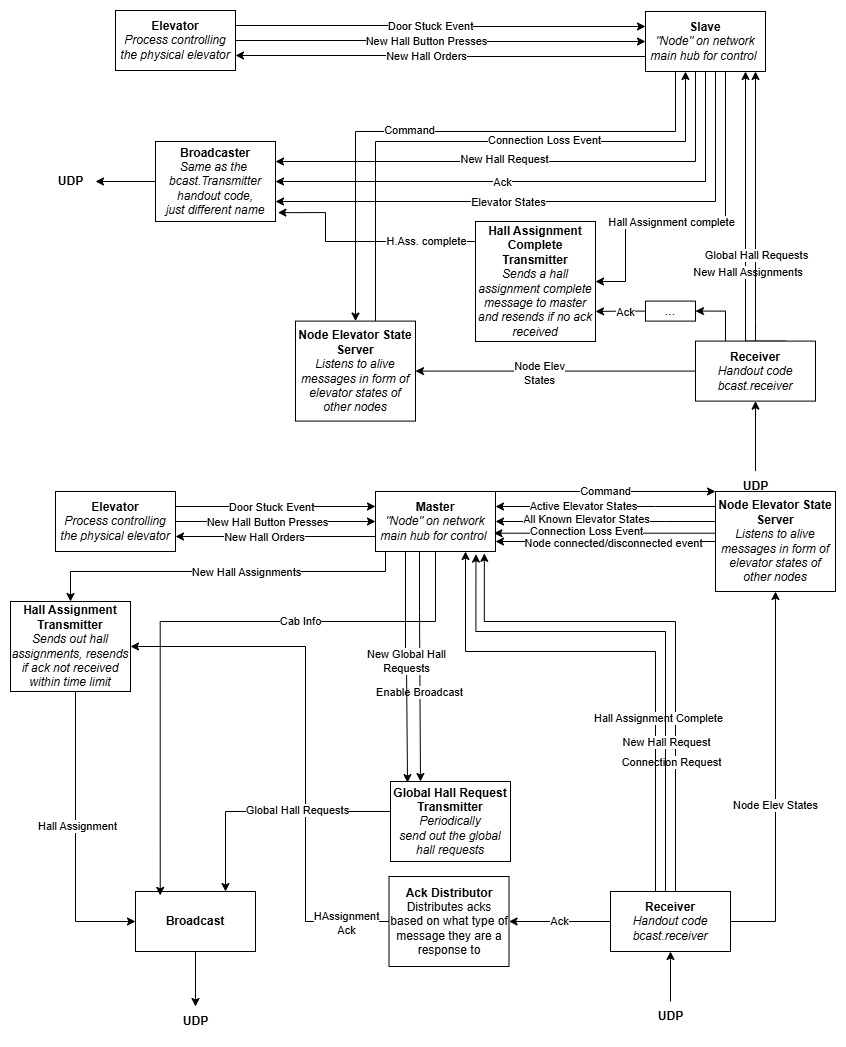 Elevator
Process controlling
the physical elevator
Door Stuck Event
New Hall Button Presses
New Hall Orders
Slave
"Node" on network
main hub for control
Command
Connection Loss Event
Broadcaster
Same as the
bcast.Transmitter
handout code,
just different name
UDP
New Hall Request
Ack
Elevator States
H.Ass. complete
Hall Assignment
Complete
Transmitter
Sends a hall
assignment complete
message to master
and resends if no ack
received
Hall Assignment complete
Global Hall Requests
New Hall Assignments
Ack
...
Node Elevator State
Server
Listens to alive
messages in form of
elevator states of
other nodes
Node Elev
States
Receiver
Handout code
bcast.receiver
UDP
Elevator
Process controlling
the physical elevator
Door Stuck Event
New Hall Button Presses
New Hall Orders
Master
"Node" on network
main hub for control
Command
Active Elevator States
All Known Elevator States
Connection Loss Event
Node connected/disconnected event
Node Elevator State
Server
Listens to alive
messages in form of
elevator states of
other nodes
New Hall Assignments
Hall Assignment
Transmitter
Sends out hall
assignments, resends
if ack not received
within time limit
Cab Info
New Global Hall
Requests
Enable Broadcast
Hall Assignment Complete
New Hall Request
Connection Request
Node Elev States
Global Hall Request
Transmitter
Periodically
send out the global
hall requests
Global Hall Requests
Hall Assignment
Broadcast
HAssignment
Ack
Ack Distributor
Distributes acks
based on what type of
message they are a
response to
Ack
Receiver
Handout code
bcast.receiver
UDP
UDP